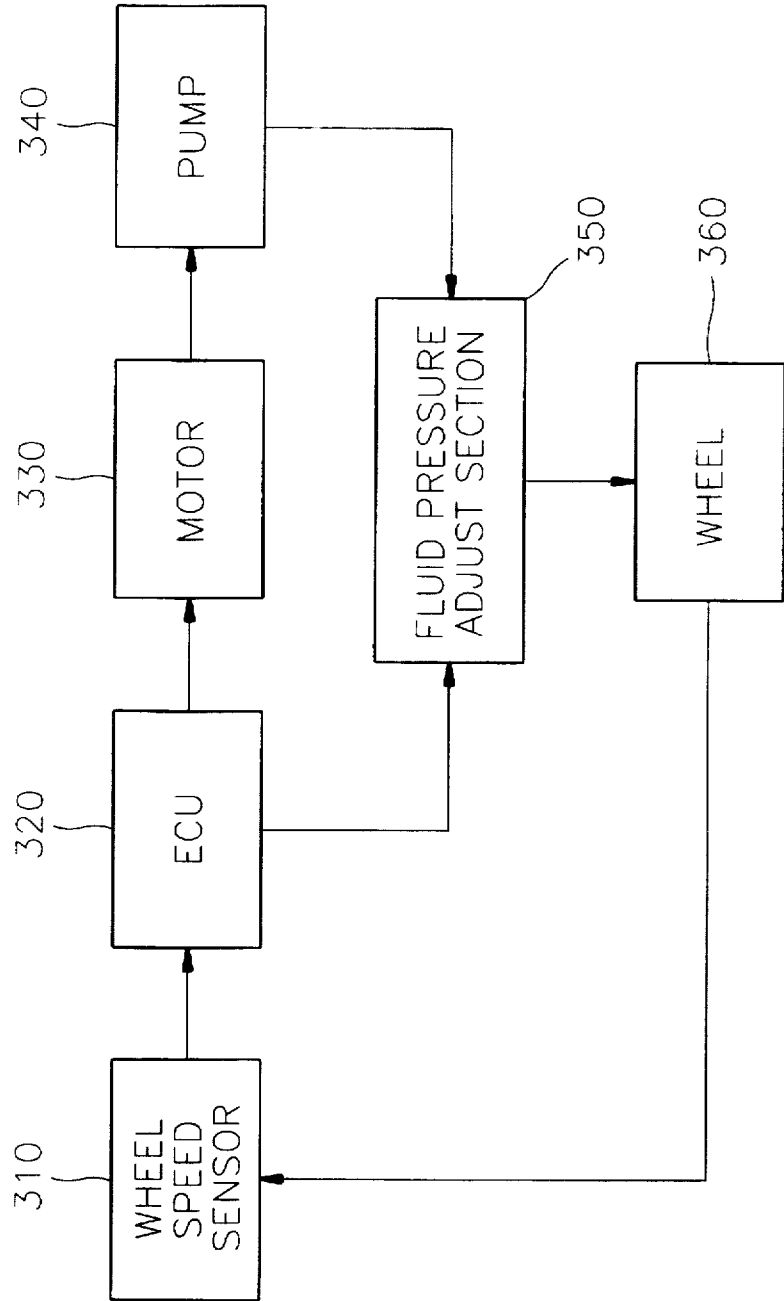 310
320
330
340
WHEEL
SPEED
SENSOR
ECU
MOTOR
PUMP
FLUID PRESSURE
ADJUST SECTION
350
WHEEL
360